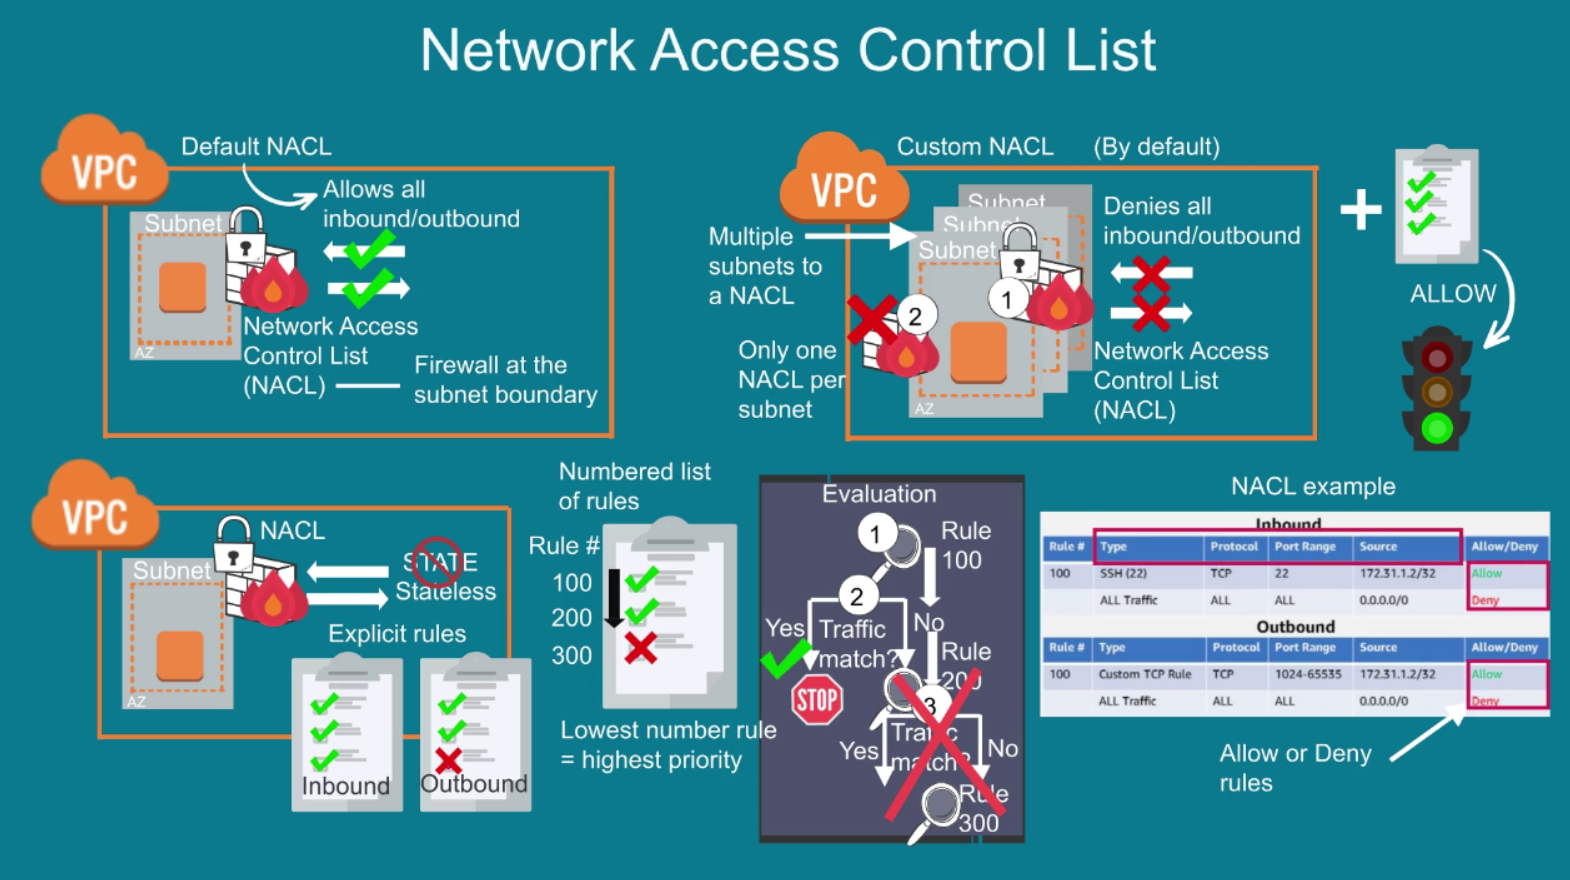 Network Access Control List
VPC
Default NACL
Allows all
inbound/outbound
Subnet
AZ
Network Access
Control List
(NACL)
Firewall at the
subnet boundary
VPC
Custom NACL (By default)
Subnet
Subnet
Subnet
Multiple
subnets to
a NACL
Denies all
inbound/outbound
1
2
Only one
NACL per
subnet
AZ
Network Access
Control List
(NACL)
ALLOW
VPC
NACL
Subnet
AZ
STATE
Stateless
Explicit rules
Inbound
Outbound
Numbered list
of rules
Rule #
100
200
300
Lowest number rule
= highest priority
Evaluation
1
Rule
100
2
Yes
Traffic
match?
No
STOP
Rule
200
3
Yes
Traffic
match?
No
Rule
300
NACL example
Inbound
Rule # Type Protocol Port Range Source Allow/Deny
100 SSH (22) TCP 22 172.31.1.2/32 Allow
ALL Traffic ALL ALL 0.0.0.0/0 Deny
Outbound
Rule # Type Protocol Port Range Source Allow/Deny
100 Custom TCP Rule TCP 1024-65535 172.31.1.2/32 Allow
ALL Traffic ALL ALL 0.0.0.0/0 Deny
Allow or Deny
rules